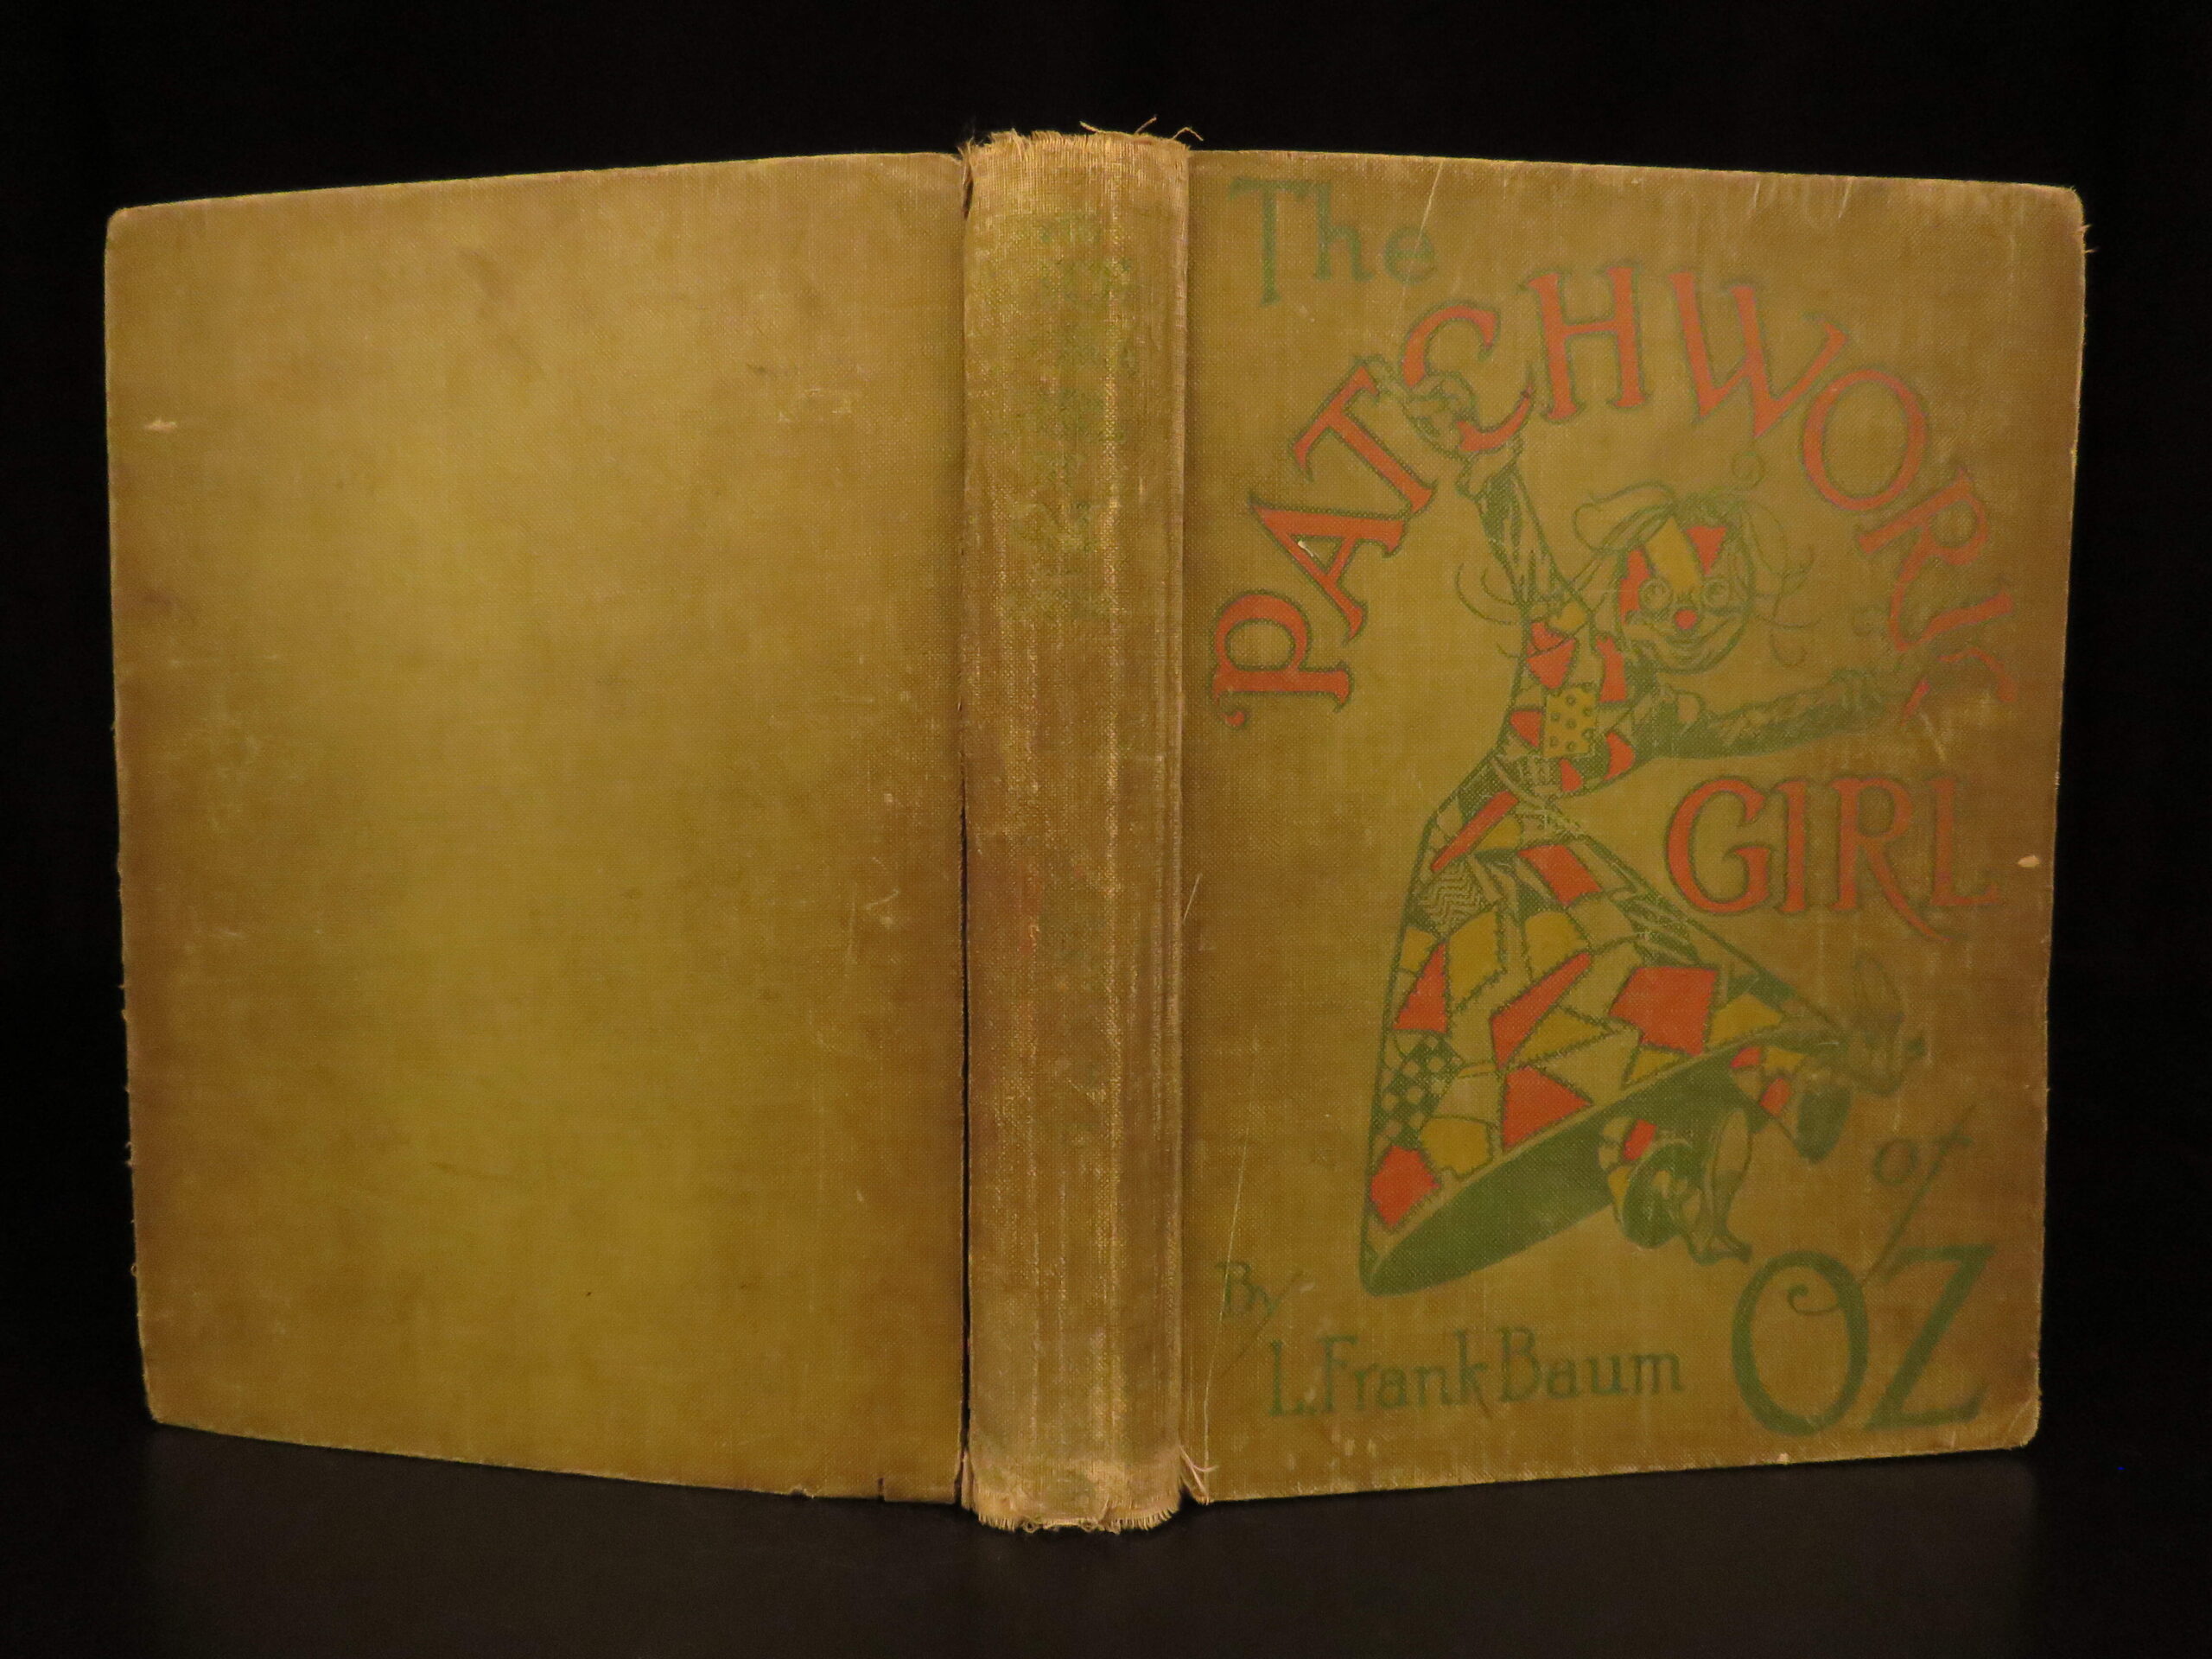 The
PATCHWORK
GIRL
of
OZ
By
L. Frank Baum